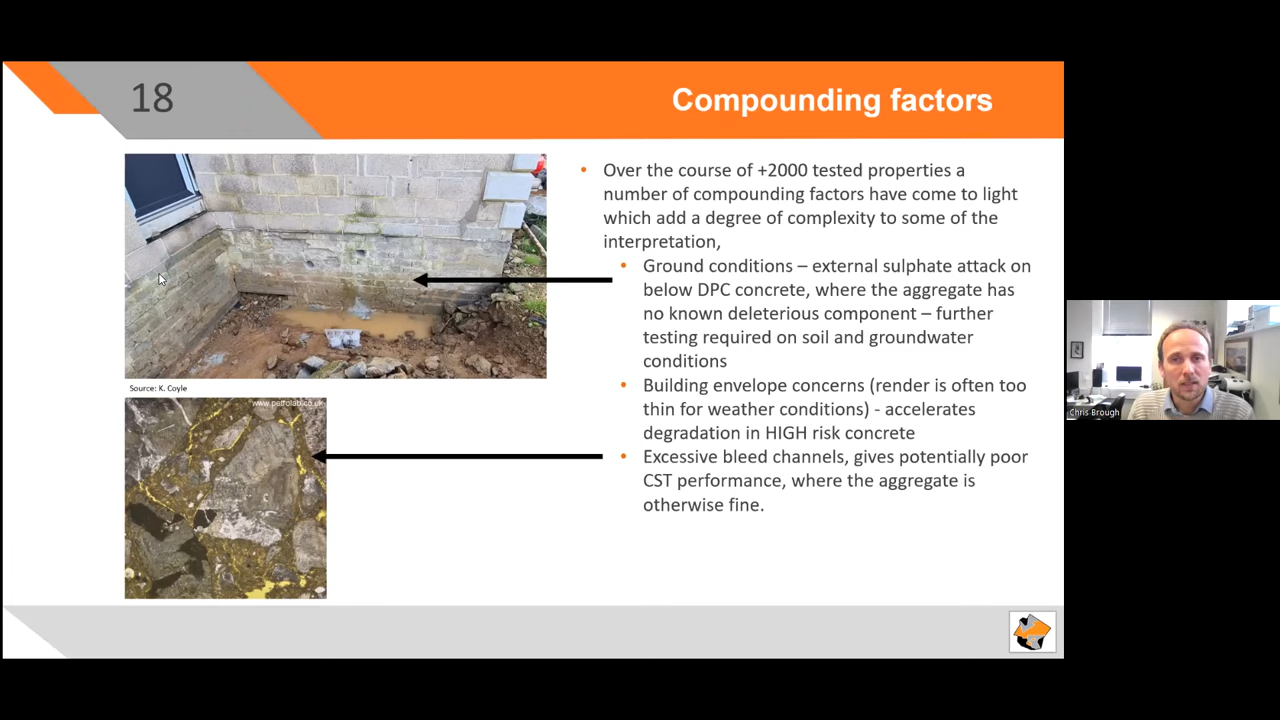 18
Compounding factors
Source: K. Coyle
www.petrolab.co.uk
• Over the course of +2000 tested properties a
number of compounding factors have come to light
which add a degree of complexity to some of the
interpretation,
• Ground conditions – external sulphate attack on
below DPC concrete, where the aggregate has
no known deleterious component – further
testing required on soil and groundwater
conditions
• Building envelope concerns (render is often too
thin for weather conditions) - accelerates
degradation in HIGH risk concrete
• Excessive bleed channels, gives potentially poor
CST performance, where the aggregate is
otherwise fine.
Chris Brough